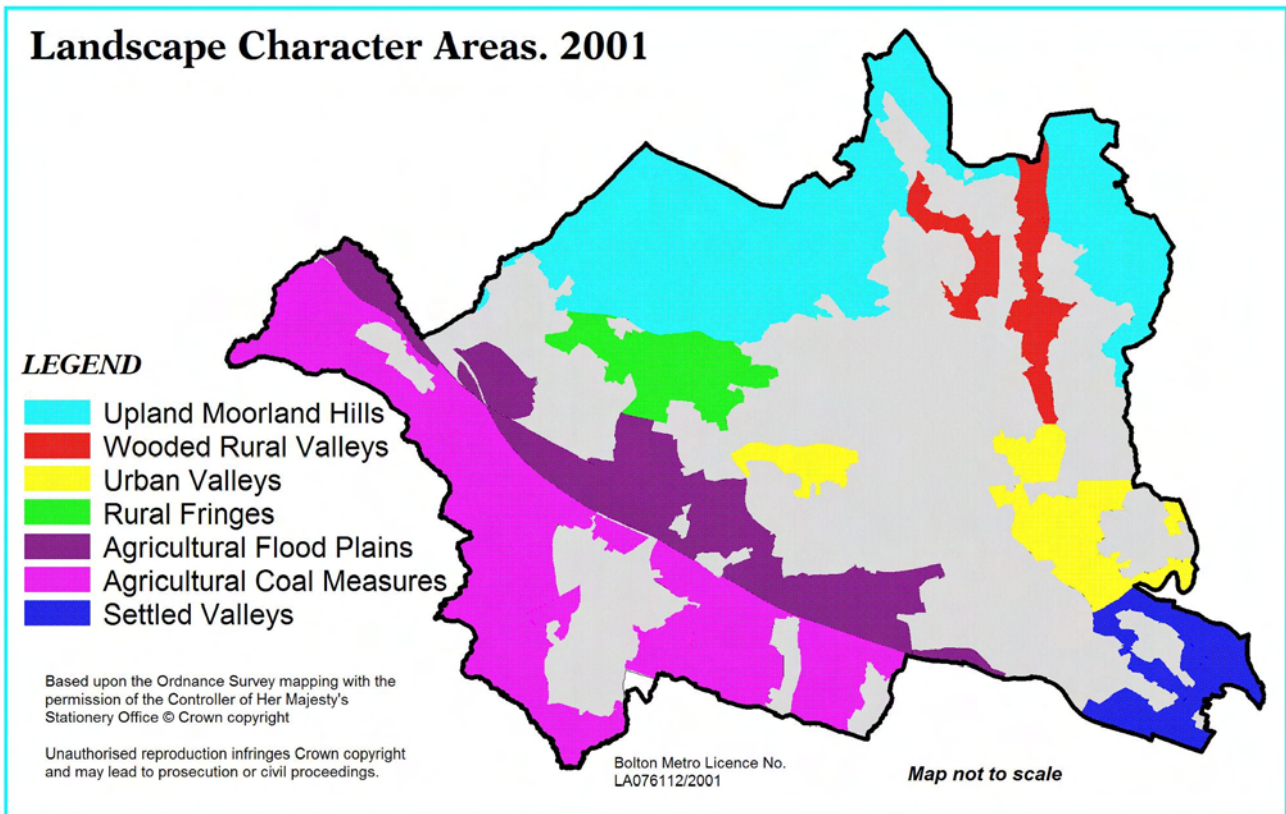 Landscape Character Areas. 2001
LEGEND
Upland Moorland Hills
Wooded Rural Valleys
Urban Valleys
Rural Fringes
Agricultural Flood Plains
Agricultural Coal Measures
Settled Valleys
Based upon the Ordnance Survey mapping with the
permission of the Controller of Her Majesty's
Stationery Office © Crown copyright
Unauthorised reproduction infringes Crown copyright
and may lead to prosecution or civil proceedings.
Bolton Metro Licence No.
LA076112/2001
Map not to scale